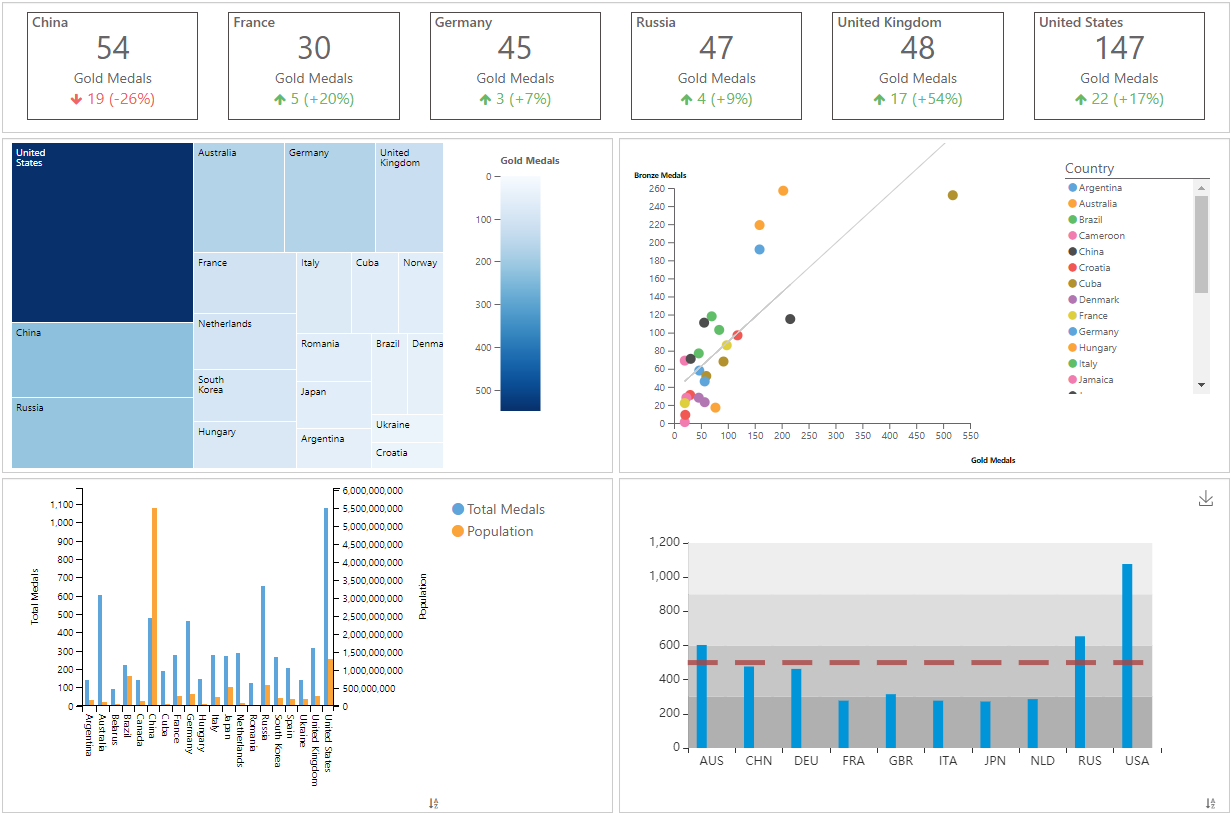 China
54
Gold Medals
19 (-26%)
France
30
Gold Medals
5 (+20%)
Germany
45
Gold Medals
3 (+7%)
Russia
47
Gold Medals
4 (+9%)
United Kingdom
48
Gold Medals
17 (+54%)
United States
147
Gold Medals
22 (+17%)
United
States
China
Russia
Australia
Germany
United
Kingdom
France
Netherlands
South
Korea
Hungary
Italy
Cuba
Norway
Romania
Japan
Argentina
Brazil
Denma
Ukraine
Croatia
Gold Medals
0
100
200
300
400
500
Bronze Medals
260
240
220
200
180
160
140
120
100
80
60
40
20
0
0 50 100 150 200 250 300 350 400 450 500 550
Gold Medals
Country
Argentina
Australia
Brazil
Cameroon
China
Croatia
Cuba
Denmark
France
Germany
Hungary
Italy
Jamaica
Total Medals
1,100
1,000
900
800
700
600
500
400
300
200
100
0
6,000,000,000
5,500,000,000
5,000,000,000
4,500,000,000
4,000,000,000
3,500,000,000
3,000,000,000
2,500,000,000
2,000,000,000
1,500,000,000
1,000,000,000
500,000,000
0
Population
Argentina
Australia
Belarus
Brazil
Canada
China
Cuba
France
Germany
Hungary
Italy
Japan
Netherlands
Romania
Russia
South Korea
Spain
Ukraine
United Kingdom
United States
Total Medals
Population
1,200
1,000
800
600
400
200
0
AUS CHN DEU FRA GBR ITA JPN NLD RUS USA